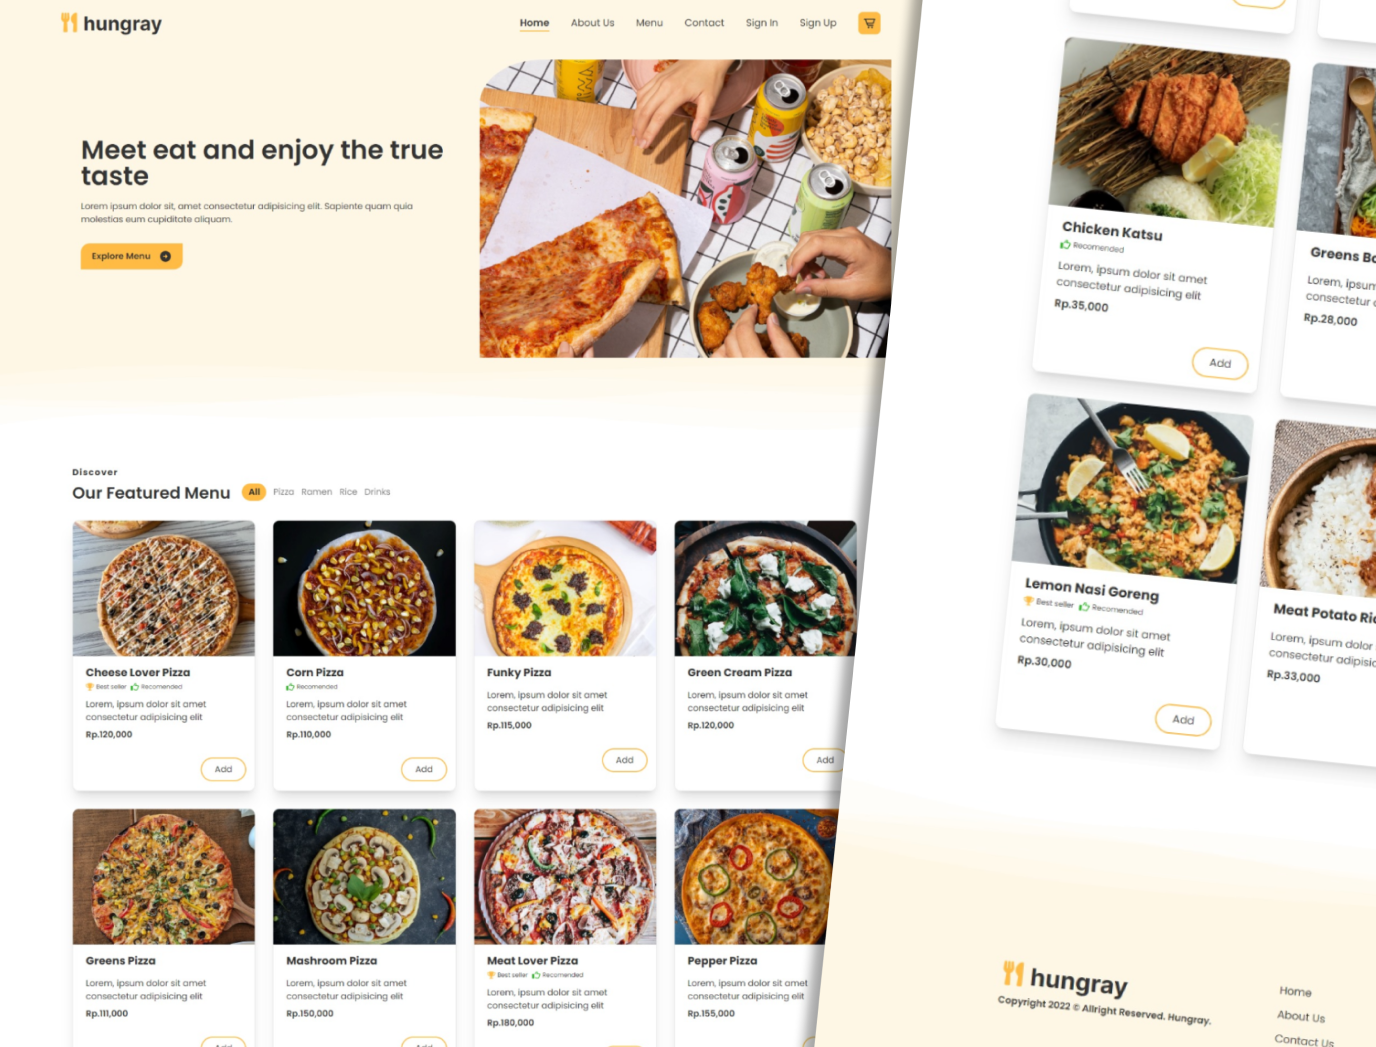 hungray
Home About Us Menu Contact Sign In Sign Up
Meet eat and enjoy the true
taste
Lorem ipsum dolor sit, amet consectetur adipisicing elit. Sapiente quam quia
molestias eum cupiditate aliquam.
Explore Menu
Discover
Our Featured Menu All Pizza Ramen Rice Drinks
Cheese Lover Pizza
Best seller Recomended
Lorem, ipsum dolor sit amet
consectetur adipisicing elit
Rp.120,000
Add
Corn Pizza
Recomended
Lorem, ipsum dolor sit amet
consectetur adipisicing elit
Rp.110,000
Add
Funky Pizza
Lorem, ipsum dolor sit amet
consectetur adipisicing elit
Rp.115,000
Add
Green Cream Pizza
Lorem, ipsum dolor sit amet
consectetur adipisicing elit
Rp.120,000
Add
Greens Pizza
Lorem, ipsum dolor sit amet
consectetur adipisicing elit
Rp.111,000
Mashroom Pizza
Lorem, ipsum dolor sit amet
consectetur adipisicing elit
Rp.150,000
Meat Lover Pizza
Best seller Recomended
Lorem, ipsum dolor sit amet
consectetur adipisicing elit
Rp.180,000
Pepper Pizza
Lorem, ipsum dolor sit amet
consectetur adipisicing elit
Rp.155,000
Chicken Katsu
Recomended
Lorem, ipsum dolor sit amet
consectetur adipisicing elit
Rp.35,000
Add
Greens
Lorem, ipsum
consectetur
Rp.28,000
Lemon Nasi Goreng
Best seller Recomended
Lorem, ipsum dolor sit amet
consectetur adipisicing elit
Rp.30,000
Add
Meat Potato
Lorem, ipsum dolor
consectetur
Rp.33,000
hungray
Copyright 2022 © Allright Reserved. Hungray.
Home
About Us
Contact Us